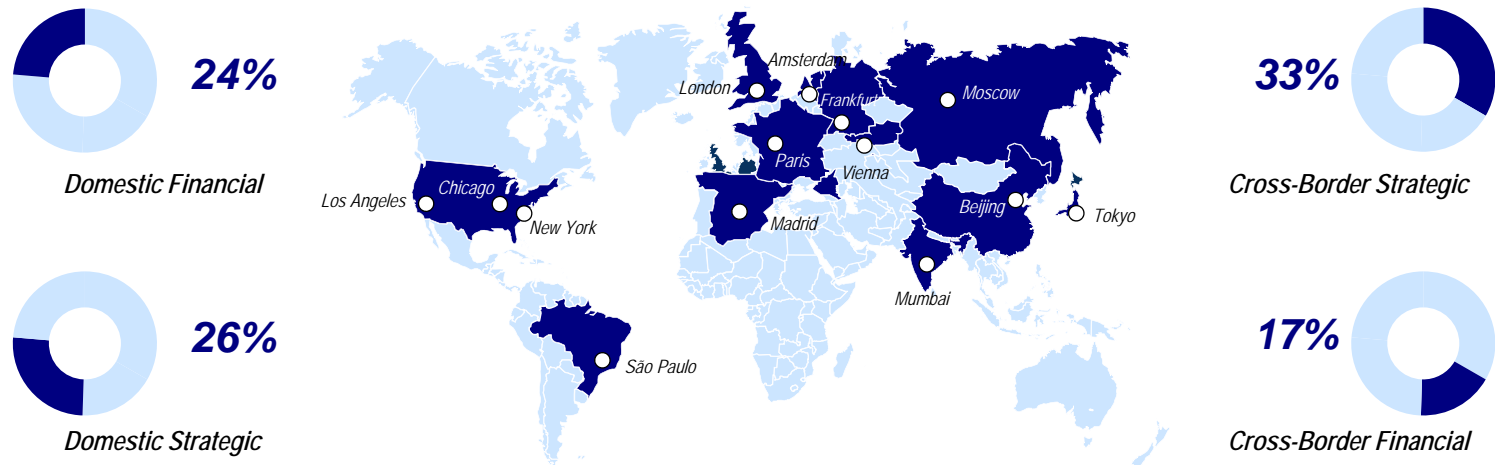 24%
Domestic Financial
26%
Domestic Strategic
Amsterdam
London
Frankfurt
Moscow
Paris
Vienna
Los Angeles
Chicago
New York
Madrid
Beijing
Tokyo
Mumbai
São Paulo
33%
Cross-Border Strategic
17%
Cross-Border Financial